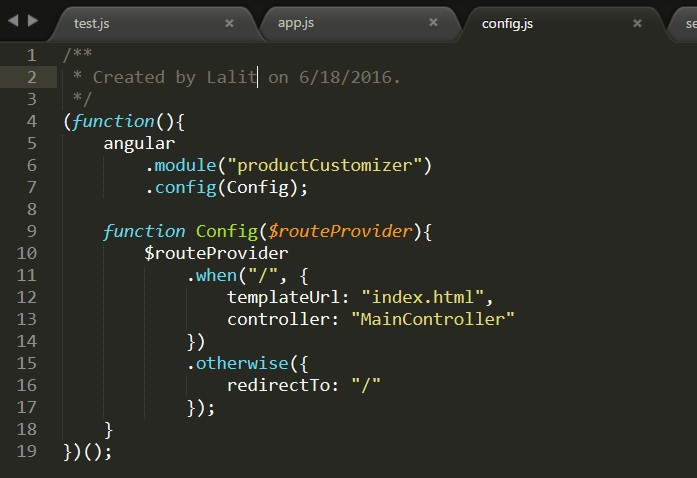 test.js × app.js × config.js × se
1 /**
2  * Created by Lalit on 6/18/2016.
3  */
4 (function(){
5     angular
6         .module("productCustomizer")
7         .config(Config);
8
9     function Config($routeProvider){
10         $routeProvider
11             .when("/", {
12                 templateUrl: "index.html",
13                 controller: "MainController"
14             })
15             .otherwise({
16                 redirectTo: "/"
17             });
18     }
19 })();